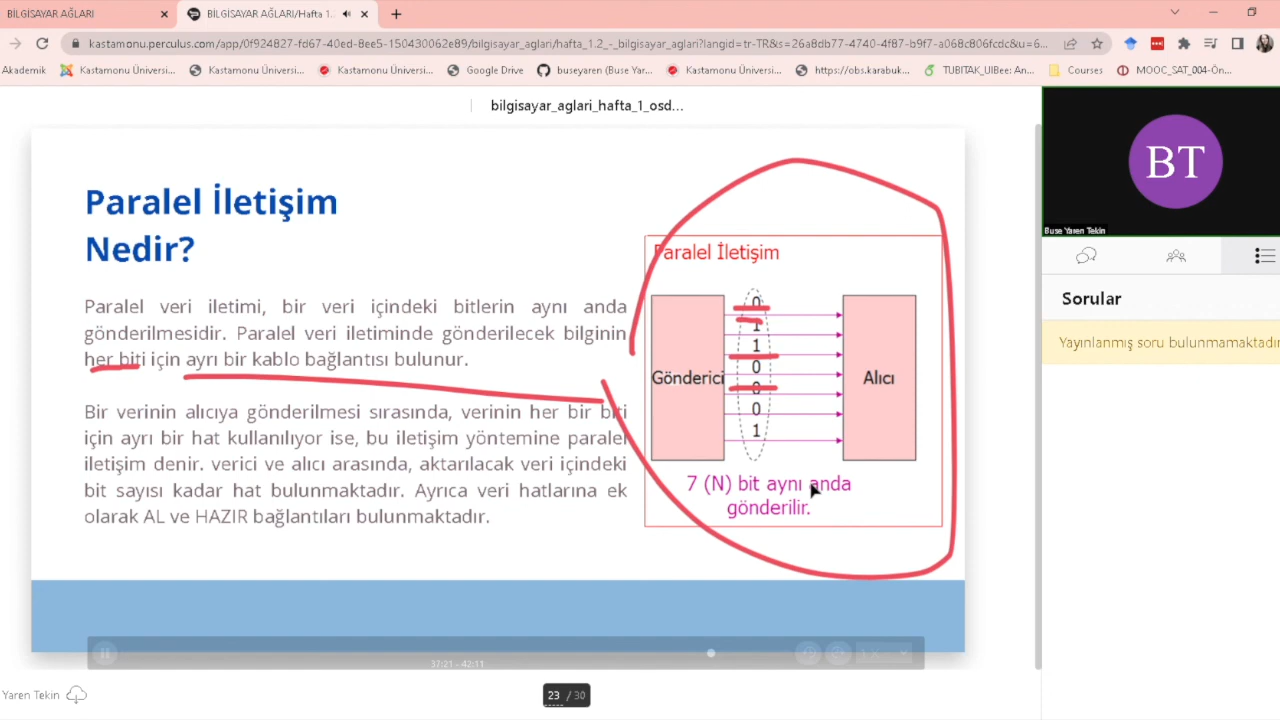 BİLGİSAYAR AĞLARI
BİLGİSAYAR AĞLARI/Hafta 1..
kastamonu.perculus.com/app/0f924827-fd67-40ed-8ee5-150430062ef9/bilgisayar_aglari/hafta_1.2_-_bilgisayar_aglari?langid=tr-TR&s=26a8db77-4740-4f87-b9f7-a068c806fcdc&u=6...
Akademik
Kastamonu Üniversi...
Kastamonu Üniversi...
Kastamonu Üniversi...
Google Drive
buseyaren (Buse Yar...
Kastamonu Üniversi...
https://obs.karabuk...
TUBITAK_UIBee: An...
Courses
MOOC_SAT_004-Ön...
bilgisayar_aglari_hafta_1_osd...
Paralel İletişim
Nedir?
Paralel veri iletimi, bir veri içindeki bitlerin aynı anda
gönderilmesidir. Paralel veri iletiminde gönderilecek bilginin
her biti için ayrı bir kablo bağlantısı bulunur.
Bir verinin alıcıya gönderilmesi sırasında, verinin her bir biti
için ayrı bir hat kullanılıyor ise, bu iletişim yöntemine paralel
iletişim denir. verici ve alıcı arasında, aktarılacak veri içindeki
bit sayısı kadar hat bulunmaktadır. Ayrıca veri hatlarına ek
olarak AL ve HAZIR bağlantıları bulunmaktadır.
Paralel İletişim
Gönderici
0
1
1
0
0
0
1
Alıcı
7 (N) bit aynı anda
gönderilir.
BT
Buse Yaren Tekin
Sorular
Yayınlanmış soru bulunmamaktadır
37:21 - 42:11
Yaren Tekin
23 / 30